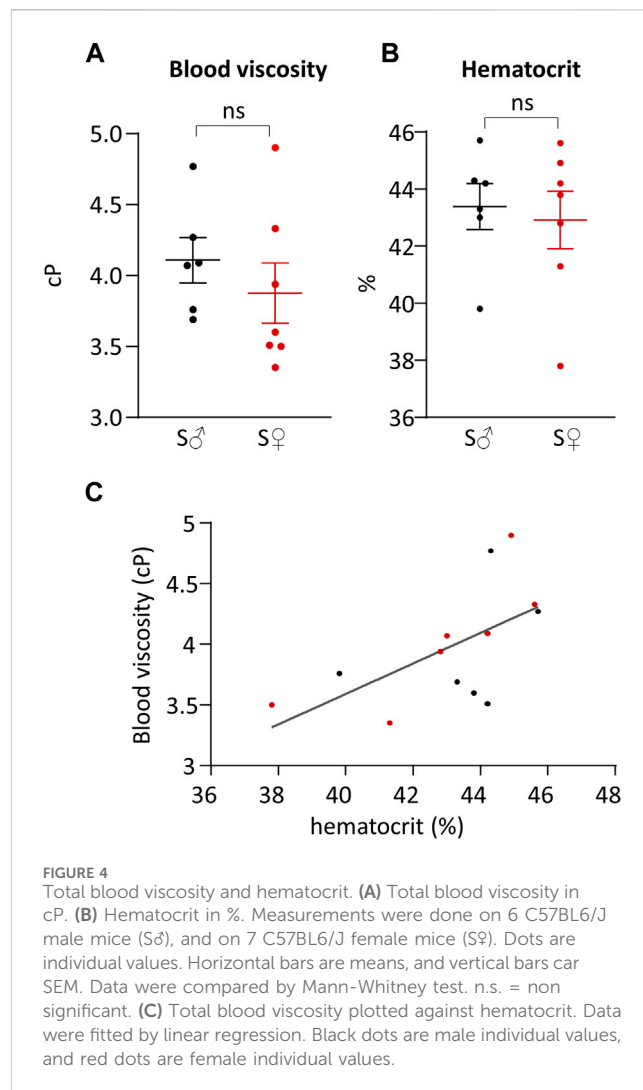 A
Blood viscosity
ns
5.0
4.5
4.0
3.5
3.0
cP
S♂ S♀
B
Hematocrit
ns
46
44
42
40
38
36
%
S♂ S♀
C
Blood viscosity (cP)
5
4.5
4
3.5
3
36 38 40 42 44 46 48
hematocrit (%)
FIGURE 4
Total blood viscosity and hematocrit. (A) Total blood viscosity in
cP. (B) Hematocrit in %. Measurements were done on 6 C57BL6/J
male mice (S♂), and on 7 C57BL6/J female mice (S♀). Dots are
individual values. Horizontal bars are means, and vertical bars car
SEM. Data were compared by Mann-Whitney test. n.s. = non
significant. (C) Total blood viscosity plotted against hematocrit. Data
were fitted by linear regression. Black dots are male individual values,
and red dots are female individual values.